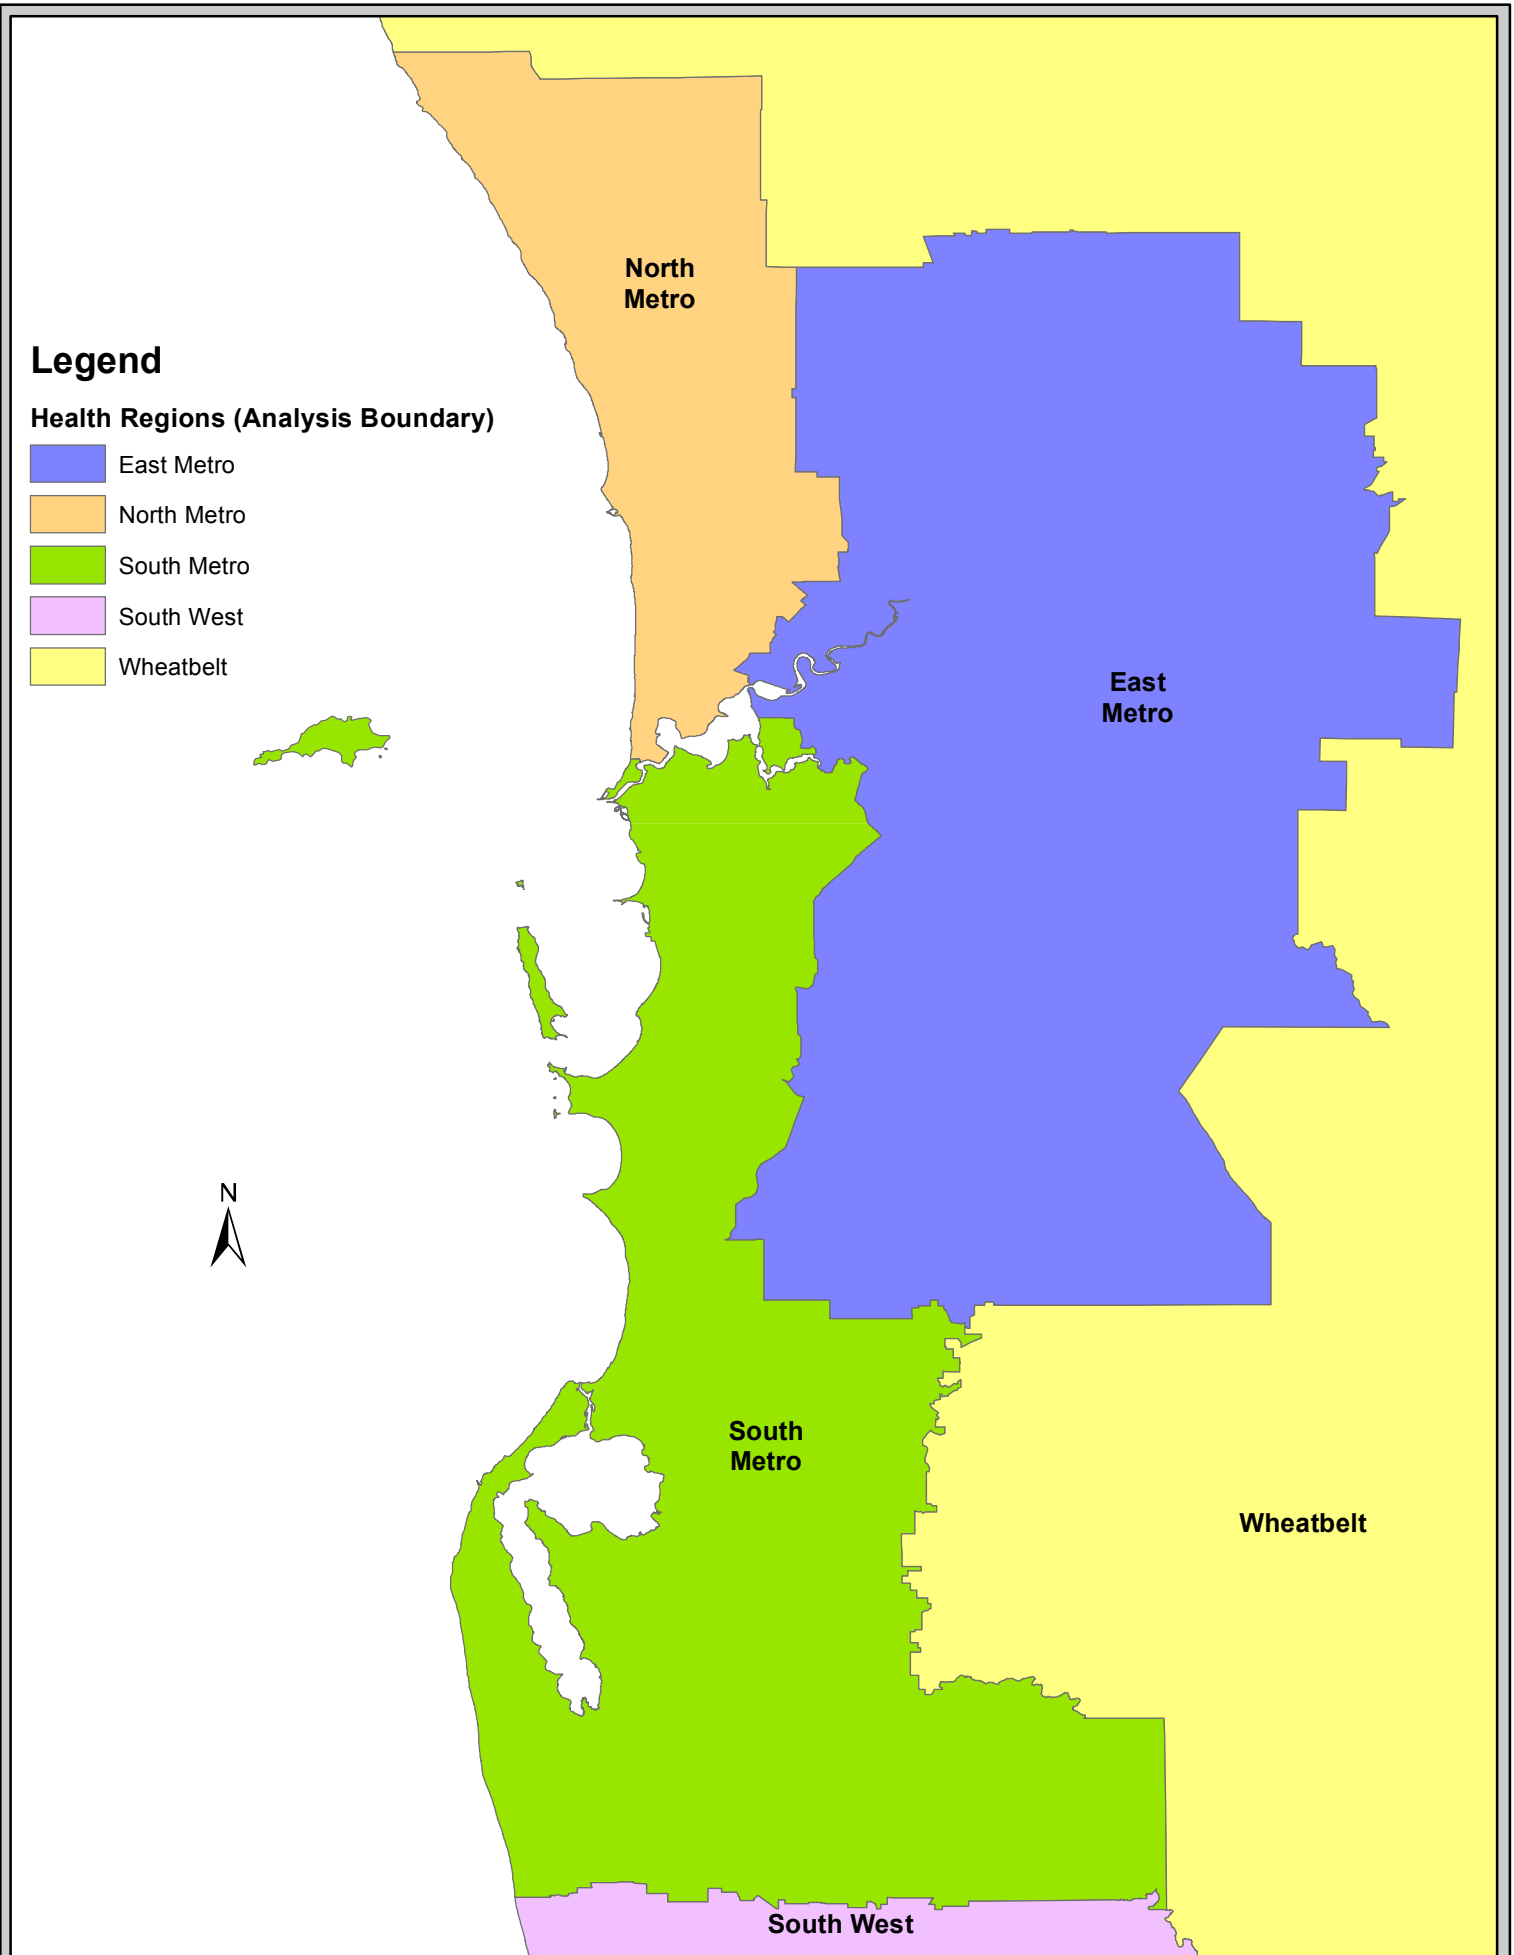 North
Metro
Legend
Health Regions (Analysis Boundary)
East Metro
North Metro
South Metro
South West
Wheatbelt
East
Metro
N
South
Metro
Wheatbelt
South West